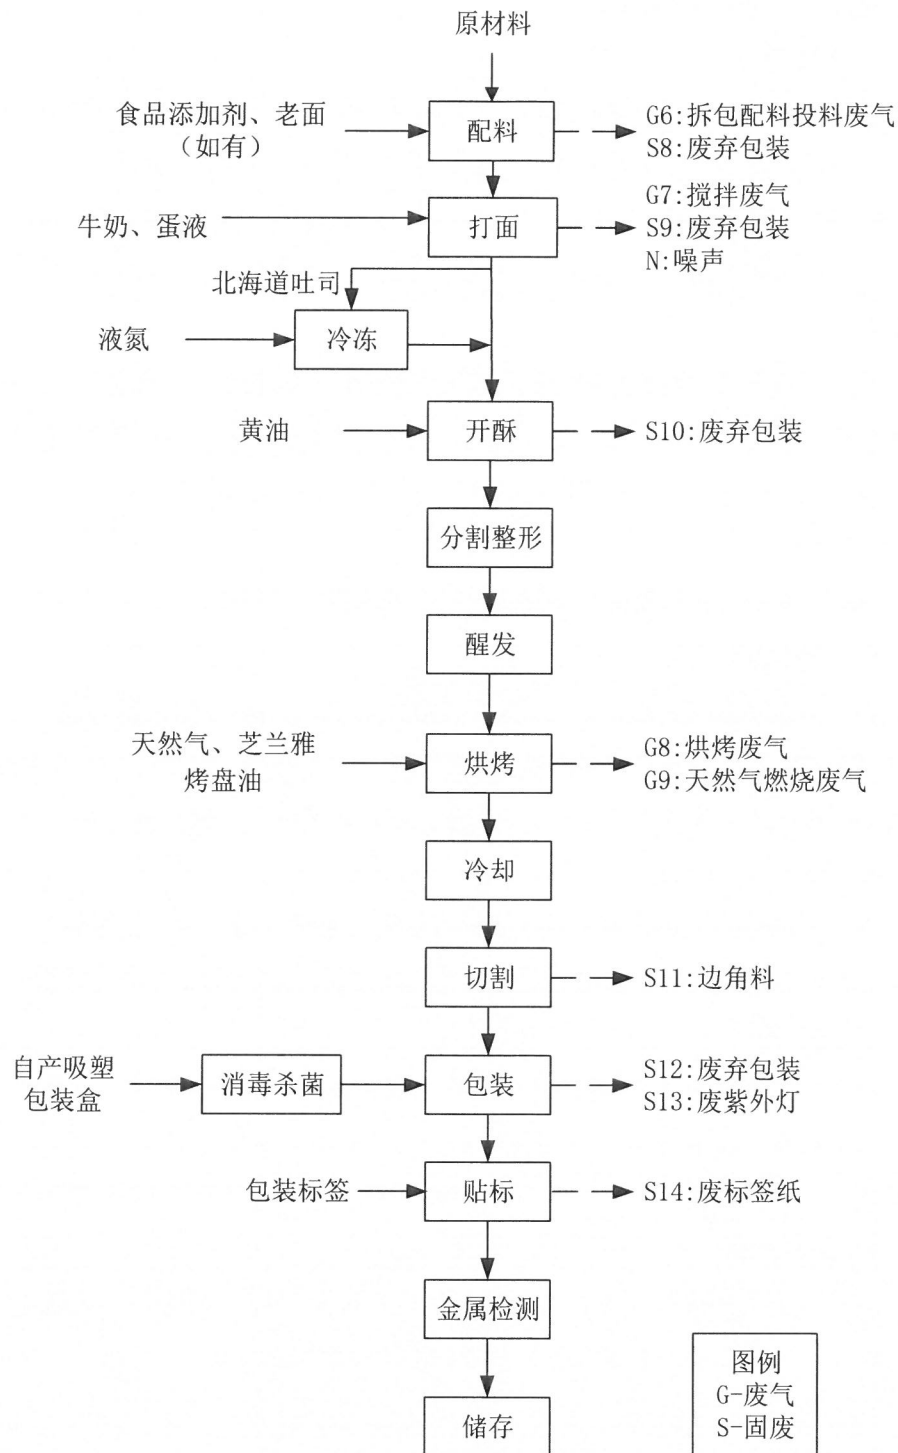 原材料
食品添加剂、老面
（如有）
配料
G6:拆包配料投料废气
S8:废弃包装
牛奶、蛋液
打面
G7:搅拌废气
S9:废弃包装
N:噪声
北海道吐司
液氮
冷冻
黄油
开酥
S10:废弃包装
分割整形
醒发
天然气、芝兰雅
烤盘油
烘烤
G8:烘烤废气
G9:天然气燃烧废气
冷却
切割
S11:边角料
自产吸塑
包装盒
消毒杀菌
包装
S12:废弃包装
S13:废紫外灯
包装标签
贴标
S14:废标签纸
金属检测
储存
图例
G-废气
S-固废